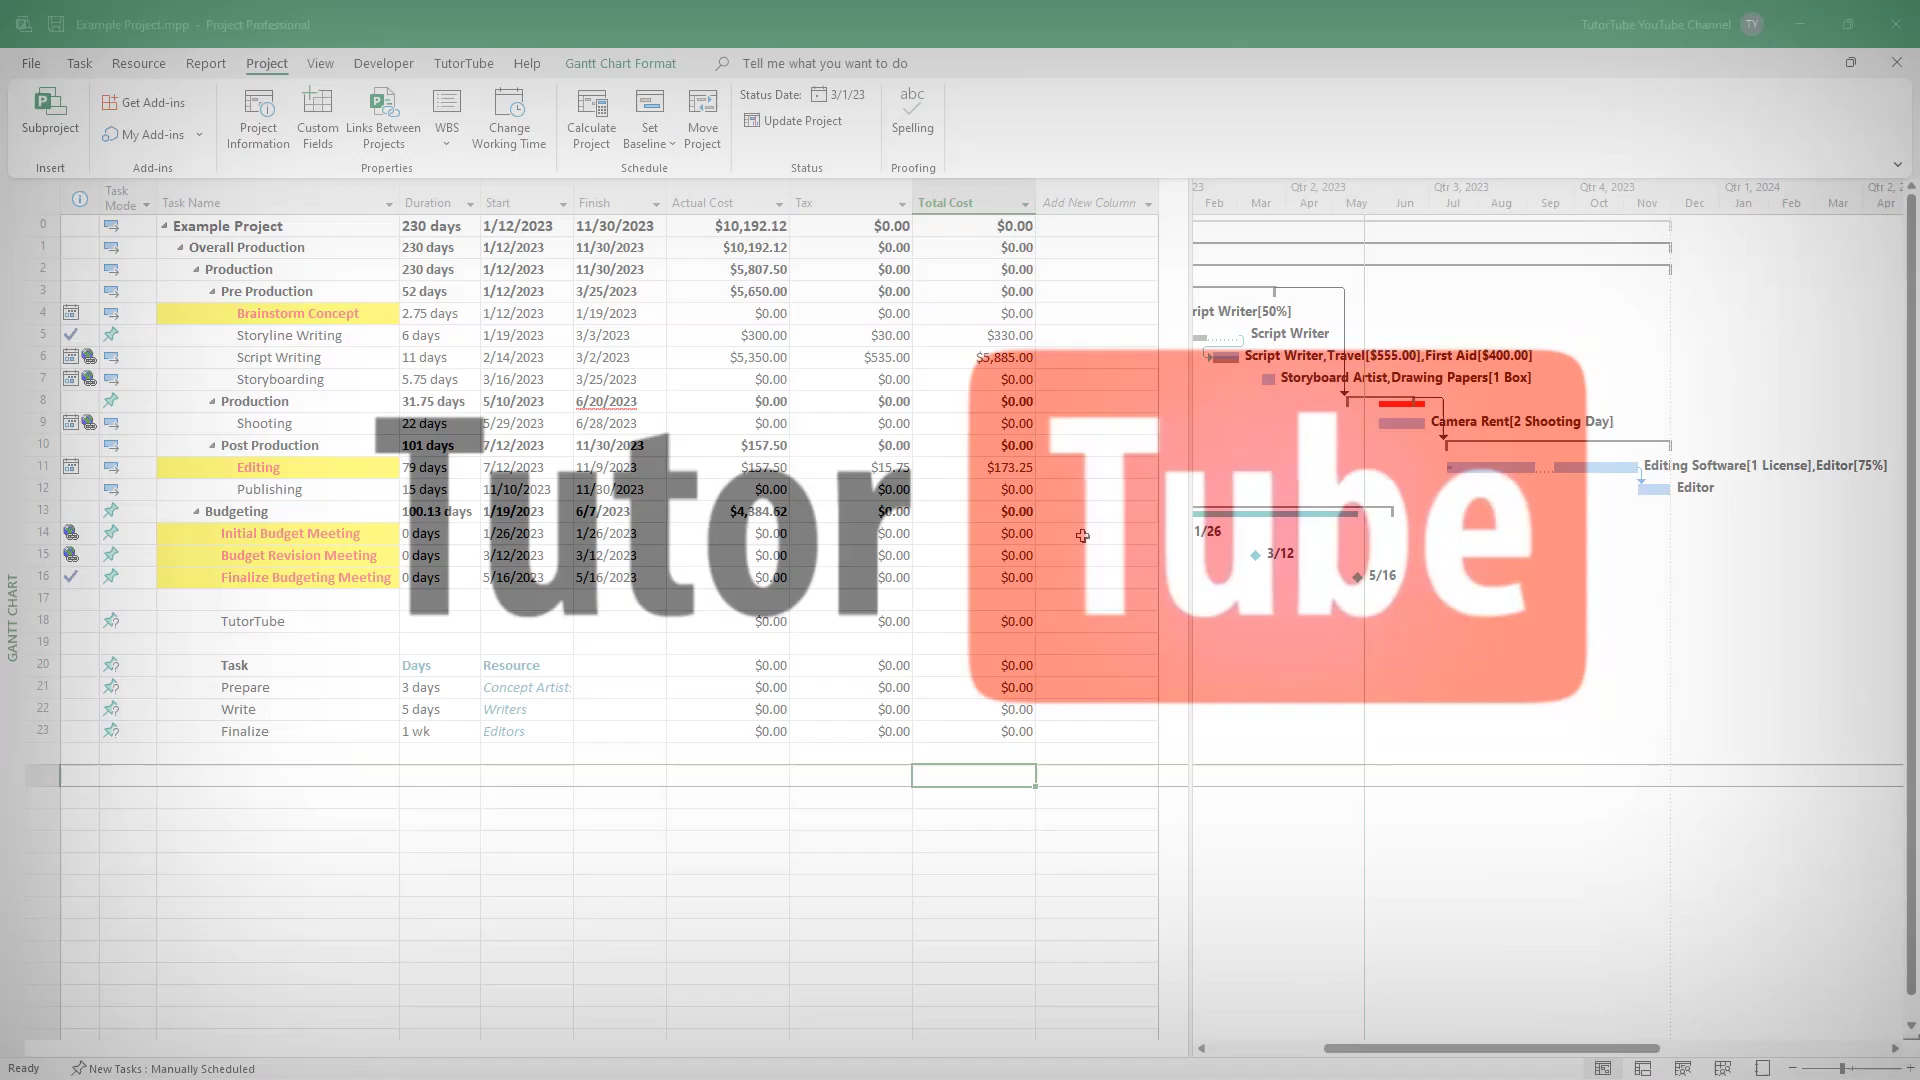 Example Project.mpp - Project Professional
TutorTube YouTube Channel TY
File Task Resource Report Project View Developer TutorTube Help Gantt Chart Format Tell me what you want to do
Subproject
Get Add-ins
My Add-ins
Project Information
Custom Fields
Links Between Projects
WBS
Change Working Time
Calculate Project
Set Baseline
Move Project
Status Date: 3/1/23
Update Project
abc
Spelling
Insert Add-ins Properties Schedule Status Proofing
Task Mode Task Name Duration Start Finish Actual Cost Tax Total Cost Add New Column
23 Qtr 2, 2023 Qtr 3, 2023 Qtr 4, 2023 Qtr 1, 2024 Qtr 2, 2
Feb Mar Apr May Jun Jul Aug Sep Oct Nov Dec Jan Feb Mar Apr
0 Example Project 230 days 1/12/2023 11/30/2023 $10,192.12 $0.00 $0.00
1 Overall Production 230 days 1/12/2023 11/30/2023 $10,192.12 $0.00 $0.00
2 Production 230 days 1/12/2023 11/30/2023 $5,807.50 $0.00 $0.00
3 Pre Production 52 days 1/12/2023 3/25/2023 $5,650.00 $0.00 $0.00
4 Brainstorm Concept 2.75 days 1/12/2023 1/19/2023 $0.00 $0.00 $0.00 ript Writer[50%]
5 Storyline Writing 6 days 1/19/2023 3/3/2023 $300.00 $30.00 $330.00 Script Writer
6 Script Writing 11 days 2/14/2023 3/2/2023 $5,350.00 $535.00 $5,885.00 Script Writer,Travel[$555.00],First Aid[$400.00]
7 Storyboarding 5.75 days 3/16/2023 3/25/2023 $0.00 $0.00 $0.00 Storyboard Artist,Drawing Papers[1 Box]
8 Production 31.75 days 5/10/2023 6/20/2023 $0.00 $0.00 $0.00
9 Shooting 22 days 5/29/2023 6/28/2023 $0.00 $0.00 $0.00 Camera Rent[2 Shooting Day]
10 Post Production 101 days 7/12/2023 11/30/2023 $157.50 $0.00 $0.00
11 Editing 79 days 7/12/2023 11/9/2023 $157.50 $15.75 $173.25 Editing Software[1 License],Editor[75%]
12 Publishing 15 days 11/10/2023 11/30/2023 $0.00 $0.00 $0.00 Editor
13 Budgeting 100.13 days 1/19/2023 6/7/2023 $4,384.62 $0.00 $0.00
14 Initial Budget Meeting 0 days 1/26/2023 1/26/2023 $0.00 $0.00 $0.00 1/26
15 Budget Revision Meeting 0 days 3/12/2023 3/12/2023 $0.00 $0.00 $0.00 3/12
16 Finalize Budgeting Meeting 0 days 5/16/2023 5/16/2023 $0.00 $0.00 $0.00 5/16
17
18 TutorTube $0.00 $0.00 $0.00
19
20 Task Days Resource $0.00 $0.00 $0.00
21 Prepare 3 days Concept Artist $0.00 $0.00 $0.00
22 Write 5 days Writers $0.00 $0.00 $0.00
23 Finalize 1 wk Editors $0.00 $0.00 $0.00
Tutor Tube
GANTT CHART
Ready New Tasks : Manually Scheduled